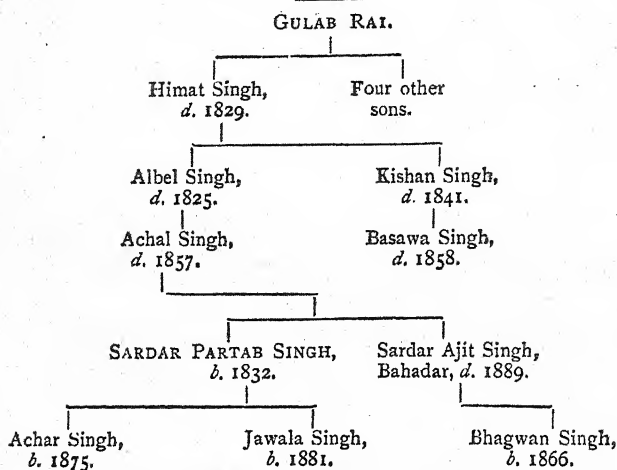 GULAB RAI.
Himat Singh,
d. 1829.
Four other
sons.
Albel Singh,
d. 1825.
Kishan Singh,
d. 1841.
Achal Singh,
d. 1857.
Basawa Singh,
d. 1858.
SARDAR PARTAB SINGH,
b. 1832.
Sardar Ajit Singh,
Bahadar, d. 1889.
Achar Singh,
b. 1875.
Jawala Singh,
b. 1881.
Bhagwan Singh,
b. 1866.